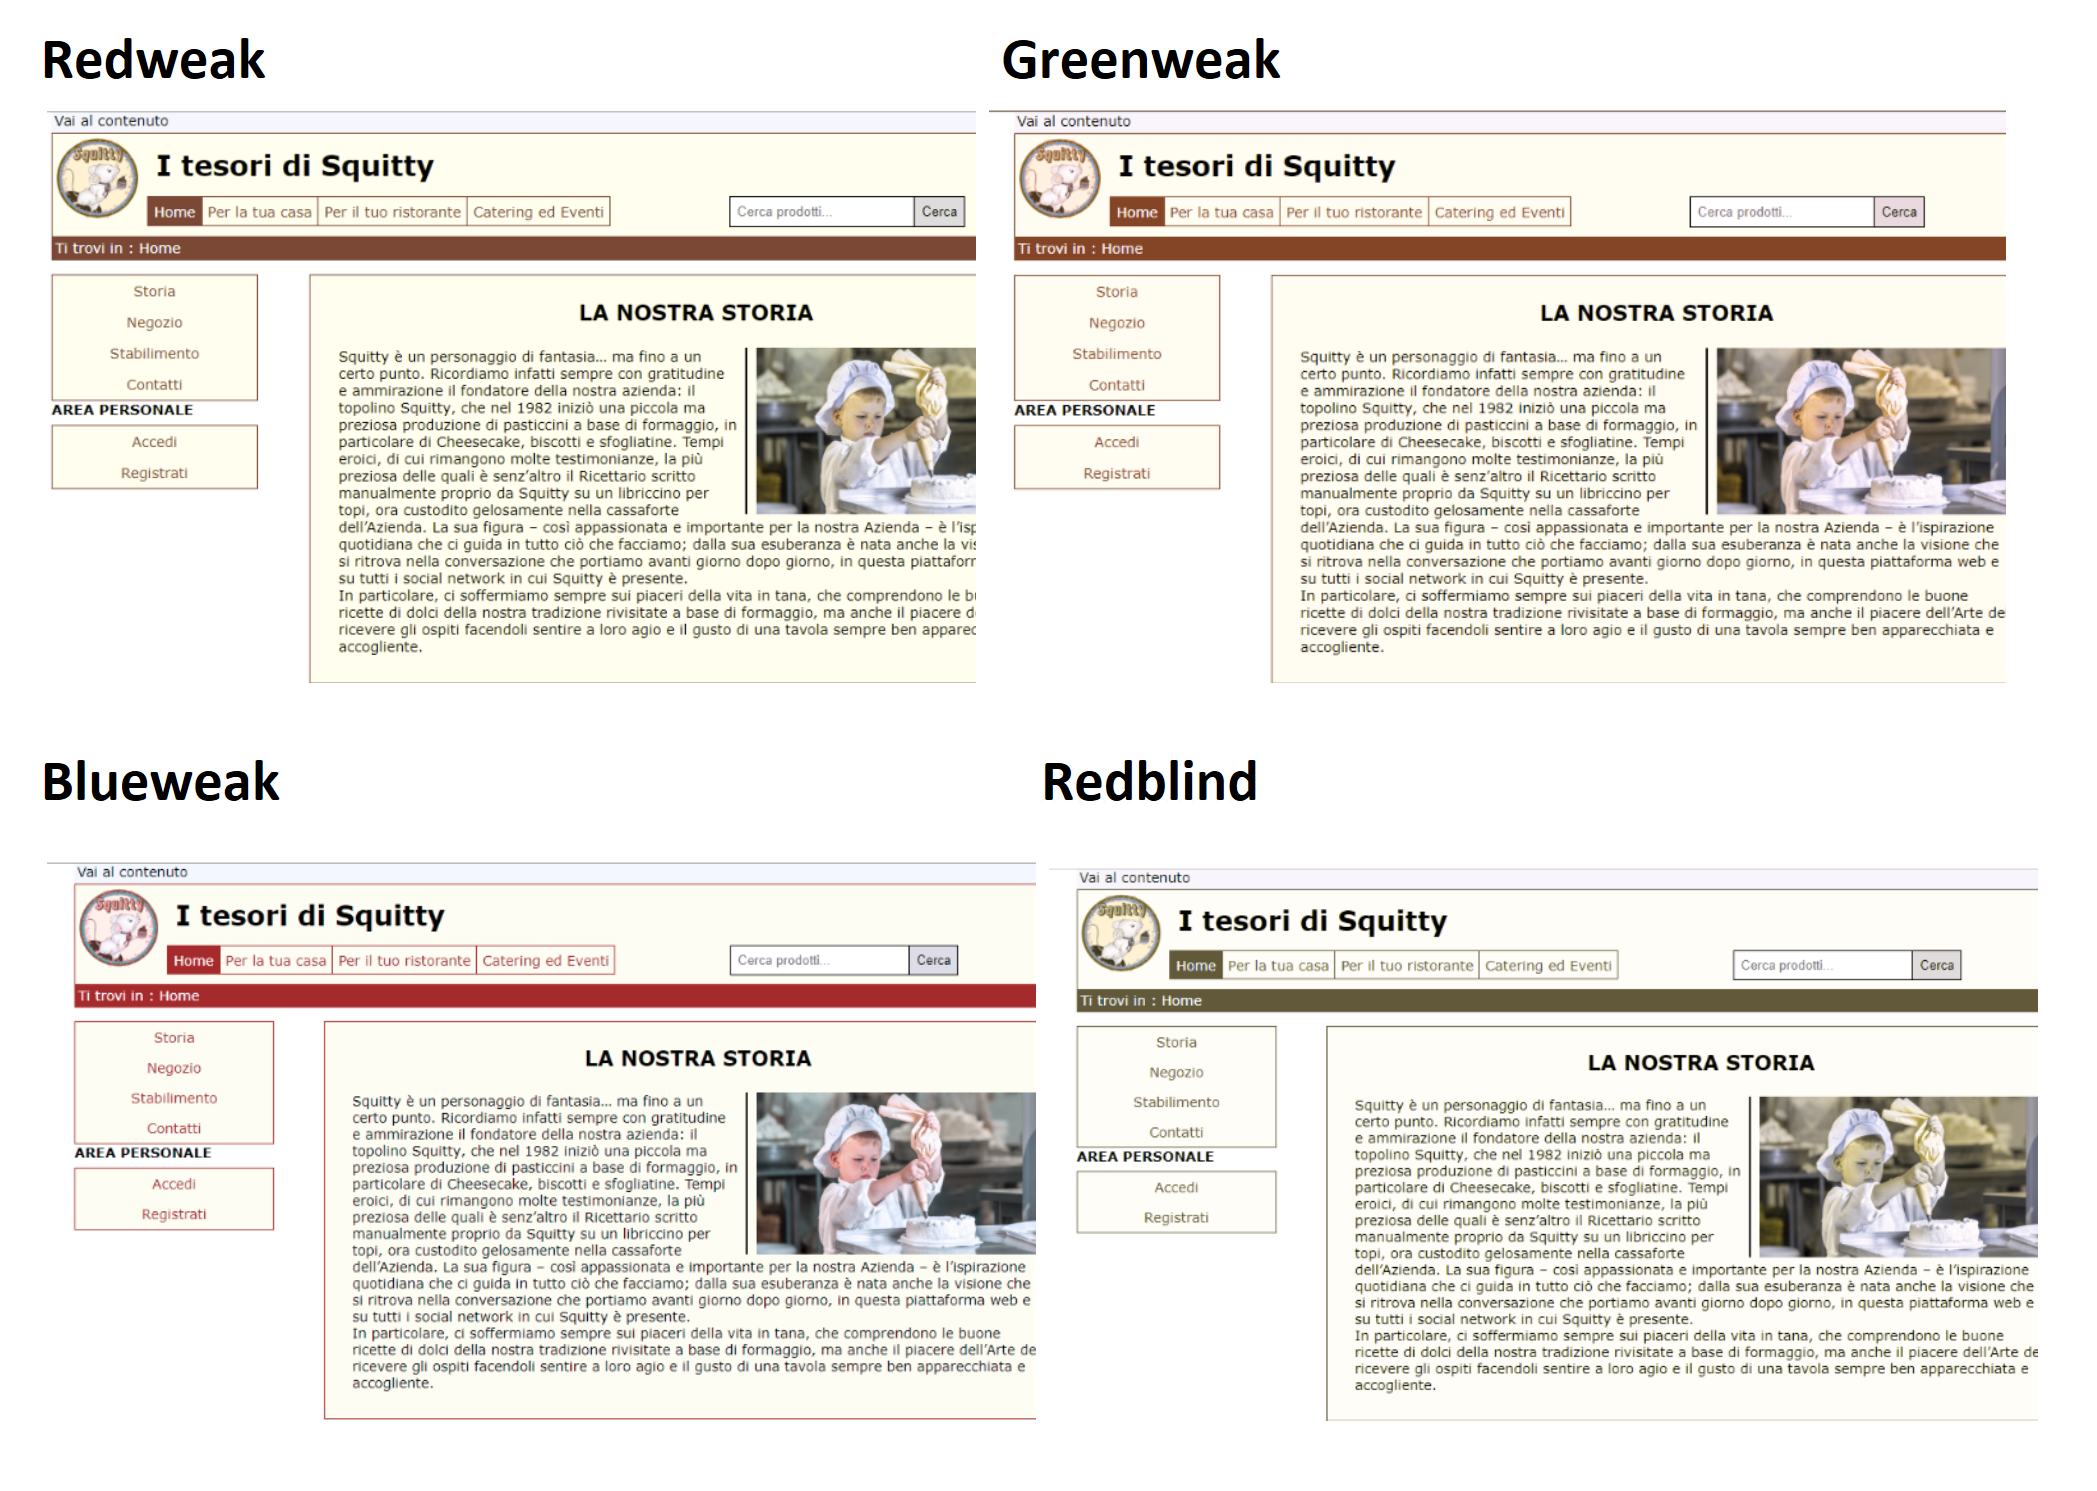 Redweak
Vai al contenuto
Squitty
I tesori di Squitty
Home Per la tua casa Per il tuo ristorante Catering ed Eventi Cerca prodotti... Cerca
Ti trovi in : Home
Storia
Negozio
Stabilimento
Contatti
AREA PERSONALE
Accedi
Registrati
LA NOSTRA STORIA
Squitty è un personaggio di fantasia... ma fino a un
certo punto. Ricordiamo infatti sempre con gratitudine
e ammirazione il fondatore della nostra azienda: il
topolino Squitty, che nel 1982 iniziò una piccola ma
preziosa produzione di pasticcini a base di formaggio, in
particolare di Cheesecake, biscotti e sfogliatine. Tempi
eroici, di cui rimangono molte testimonianze, la più
preziosa delle quali è senz'altro il Ricettario scritto
manualmente proprio da Squitty su un libriccino per
topi, ora custodito gelosamente nella cassaforte
dell'Azienda. La sua figura – così appassionata e importante per la nostra Azienda – è l'isp
quotidiana che ci guida in tutto ciò che facciamo; dalla sua esuberanza è nata anche la vis
si ritrova nella conversazione che portiamo avanti giorno dopo giorno, in questa piattaform
su tutti i social network in cui Squitty è presente.
In particolare, ci soffermiamo sempre sui piaceri della vita in tana, che comprendono le bu
ricette di dolci della nostra tradizione rivisitate a base di formaggio, ma anche il piacere d
ricevere gli ospiti facendoli sentire a loro agio e il gusto di una tavola sempre ben apparec
accogliente.
Greenweak
Vai al contenuto
Squitty
I tesori di Squitty
Home Per la tua casa Per il tuo ristorante Catering ed Eventi Cerca prodotti... Cerca
Ti trovi in : Home
Storia
Negozio
Stabilimento
Contatti
AREA PERSONALE
Accedi
Registrati
LA NOSTRA STORIA
Squitty è un personaggio di fantasia... ma fino a un
certo punto. Ricordiamo infatti sempre con gratitudine
e ammirazione il fondatore della nostra azienda: il
topolino Squitty, che nel 1982 iniziò una piccola ma
preziosa produzione di pasticcini a base di formaggio, in
particolare di Cheesecake, biscotti e sfogliatine. Tempi
eroici, di cui rimangono molte testimonianze, la più
preziosa delle quali è senz'altro il Ricettario scritto
manualmente proprio da Squitty su un libriccino per
topi, ora custodito gelosamente nella cassaforte
dell'Azienda. La sua figura – così appassionata e importante per la nostra Azienda – è l'ispirazione
quotidiana che ci guida in tutto ciò che facciamo; dalla sua esuberanza è nata anche la visione che
si ritrova nella conversazione che portiamo avanti giorno dopo giorno, in questa piattaforma web e
su tutti i social network in cui Squitty è presente.
In particolare, ci soffermiamo sempre sui piaceri della vita in tana, che comprendono le buone
ricette di dolci della nostra tradizione rivisitate a base di formaggio, ma anche il piacere dell'Arte de
ricevere gli ospiti facendoli sentire a loro agio e il gusto di una tavola sempre ben apparecchiata e
accogliente.
Blueweak
Vai al contenuto
Squitty
I tesori di Squitty
Home Per la tua casa Per il tuo ristorante Catering ed Eventi Cerca prodotti... Cerca
Ti trovi in : Home
Storia
Negozio
Stabilimento
Contatti
AREA PERSONALE
Accedi
Registrati
LA NOSTRA STORIA
Squitty è un personaggio di fantasia... ma fino a un
certo punto. Ricordiamo infatti sempre con gratitudine
e ammirazione il fondatore della nostra azienda: il
topolino Squitty, che nel 1982 iniziò una piccola ma
preziosa produzione di pasticcini a base di formaggio, in
particolare di Cheesecake, biscotti e sfogliatine. Tempi
eroici, di cui rimangono molte testimonianze, la più
preziosa delle quali è senz'altro il Ricettario scritto
manualmente proprio da Squitty su un libriccino per
topi, ora custodito gelosamente nella cassaforte
dell'Azienda. La sua figura – così appassionata e importante per la nostra Azienda – è l'ispirazione
quotidiana che ci guida in tutto ciò che facciamo; dalla sua esuberanza è nata anche la visione che
si ritrova nella conversazione che portiamo avanti giorno dopo giorno, in questa piattaforma web e
su tutti i social network in cui Squitty è presente.
In particolare, ci soffermiamo sempre sui piaceri della vita in tana, che comprendono le buone
ricette di dolci della nostra tradizione rivisitate a base di formaggio, ma anche il piacere dell'Arte de
ricevere gli ospiti facendoli sentire a loro agio e il gusto di una tavola sempre ben apparecchiata e
accogliente.
Redblind
Vai al contenuto
Squitty
I tesori di Squitty
Home Per la tua casa Per il tuo ristorante Catering ed Eventi Cerca prodotti... Cerca
Ti trovi in : Home
Storia
Negozio
Stabilimento
Contatti
AREA PERSONALE
Accedi
Registrati
LA NOSTRA STORIA
Squitty è un personaggio di fantasia... ma fino a un
certo punto. Ricordiamo infatti sempre con gratitudine
e ammirazione il fondatore della nostra azienda: il
topolino Squitty, che nel 1982 iniziò una piccola ma
preziosa produzione di pasticcini a base di formaggio, in
particolare di Cheesecake, biscotti e sfogliatine. Tempi
eroici, di cui rimangono molte testimonianze, la più
preziosa delle quali è senz'altro il Ricettario scritto
manualmente proprio da Squitty su un libriccino per
topi, ora custodito gelosamente nella cassaforte
dell'Azienda. La sua figura – così appassionata e importante per la nostra Azienda – è l'ispirazione
quotidiana che ci guida in tutto ciò che facciamo; dalla sua esuberanza è nata anche la visione che
si ritrova nella conversazione che portiamo avanti giorno dopo giorno, in questa piattaforma web e
su tutti i social network in cui Squitty è presente.
In particolare, ci soffermiamo sempre sui piaceri della vita in tana, che comprendono le buone
ricette di dolci della nostra tradizione rivisitate a base di formaggio, ma anche il piacere dell'Arte de
ricevere gli ospiti facendoli sentire a loro agio e il gusto di una tavola sempre ben apparecchiata e
accogliente.